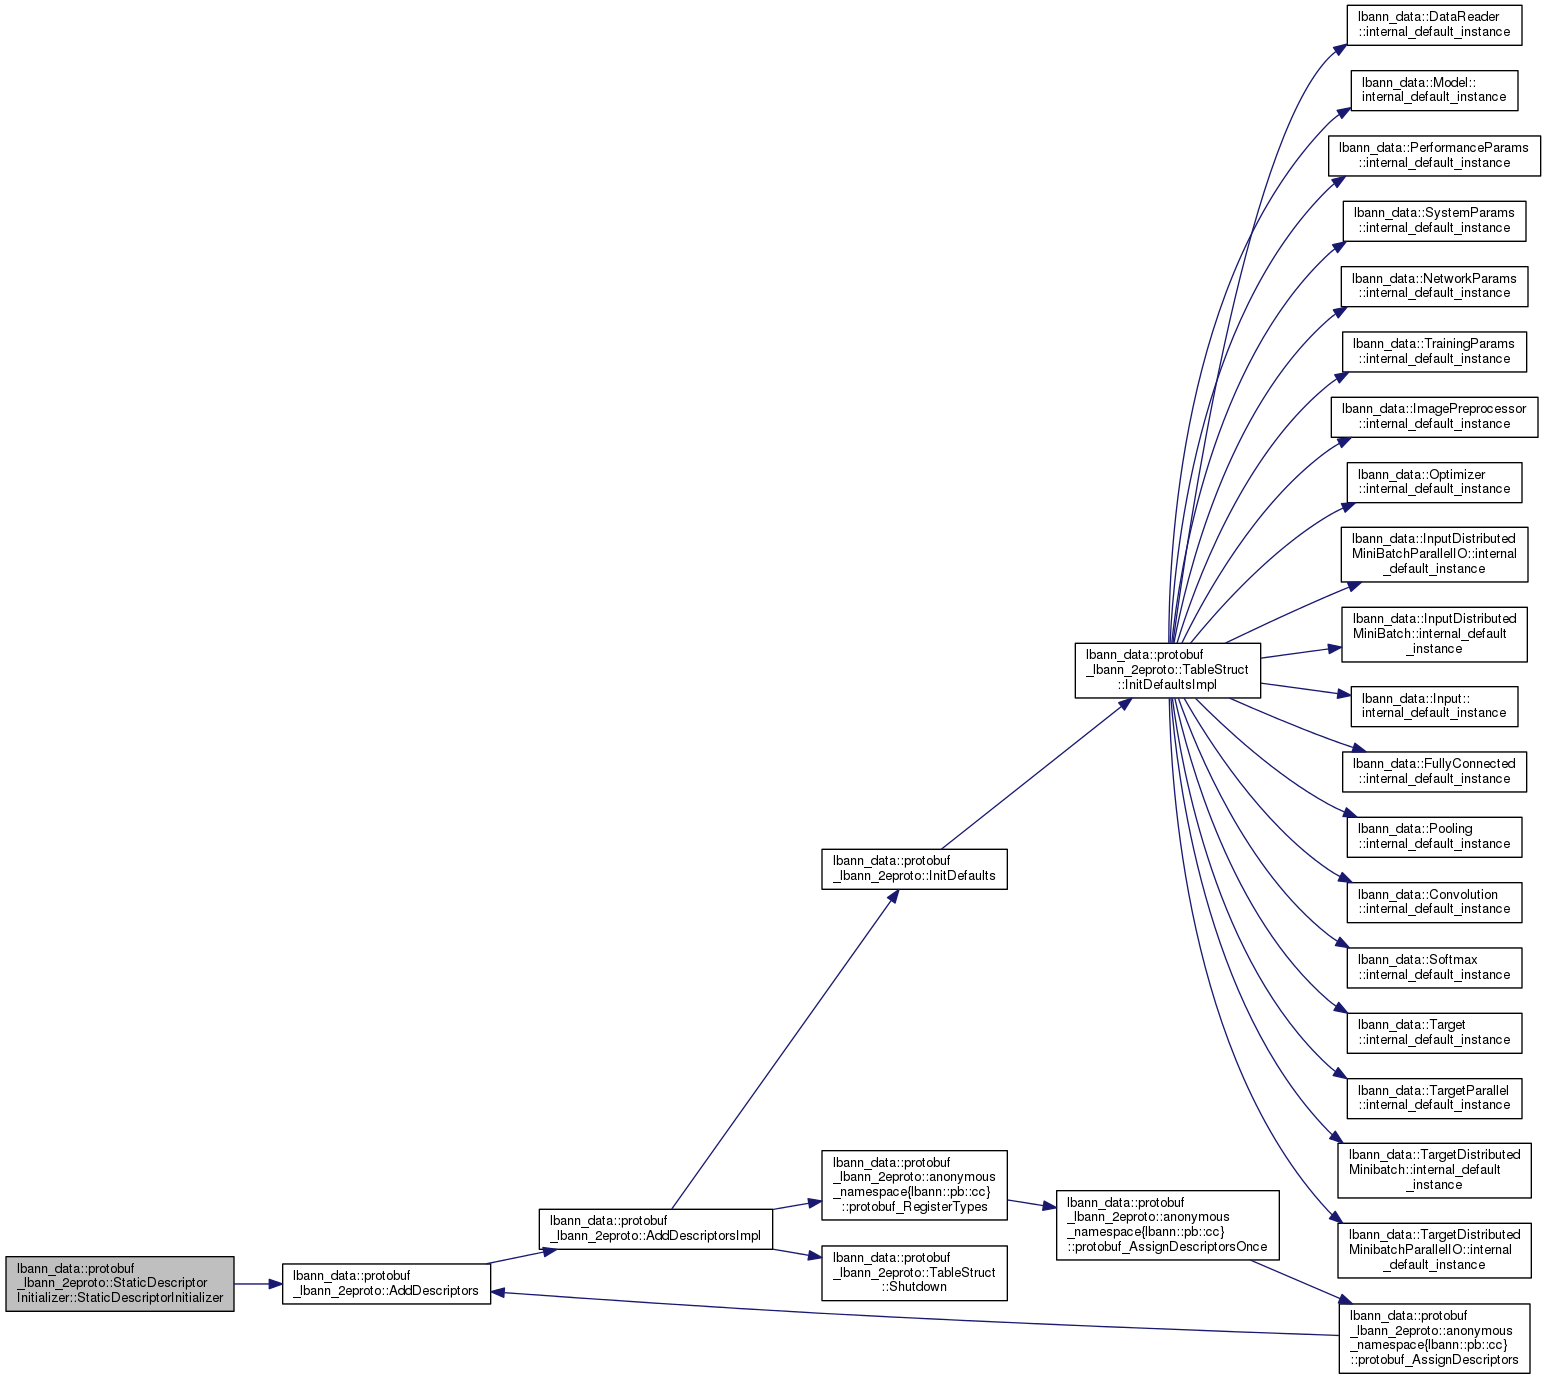 lbann_data::DataReader
::internal_default_instance
lbann_data::Model::
internal_default_instance
lbann_data::PerformanceParams
::internal_default_instance
lbann_data::SystemParams
::internal_default_instance
lbann_data::NetworkParams
::internal_default_instance
lbann_data::TrainingParams
::internal_default_instance
lbann_data::ImagePreprocessor
::internal_default_instance
lbann_data::Optimizer
::internal_default_instance
lbann_data::InputDistributed
MiniBatchParallelIO::internal
_default_instance
lbann_data::InputDistributed
MiniBatch::internal_default
_instance
lbann_data::protobuf
_lbann_2eproto::TableStruct
::InitDefaultsImpl
lbann_data::Input::
internal_default_instance
lbann_data::FullyConnected
::internal_default_instance
lbann_data::Pooling
::internal_default_instance
lbann_data::protobuf
_lbann_2eproto::InitDefaults
lbann_data::Convolution
::internal_default_instance
lbann_data::Softmax
::internal_default_instance
lbann_data::Target
::internal_default_instance
lbann_data::TargetParallel
::internal_default_instance
lbann_data::TargetDistributed
Minibatch::internal_default
_instance
lbann_data::protobuf
_lbann_2eproto::anonymous
_namespace{lbann::pb::cc}
::protobuf_RegisterTypes
lbann_data::protobuf
_lbann_2eproto::anonymous
_namespace{lbann::pb::cc}
::protobuf_AssignDescriptorsOnce
lbann_data::protobuf
_lbann_2eproto::AddDescriptorsImpl
lbann_data::TargetDistributed
MinibatchParallelIO::internal
_default_instance
lbann_data::protobuf
_lbann_2eproto::TableStruct
::Shutdown
lbann_data::protobuf
_lbann_2eproto::StaticDescriptor
Initializer::StaticDescriptorInitializer
lbann_data::protobuf
_lbann_2eproto::AddDescriptors
lbann_data::protobuf
_lbann_2eproto::anonymous
_namespace{lbann::pb::cc}
::protobuf_AssignDescriptors